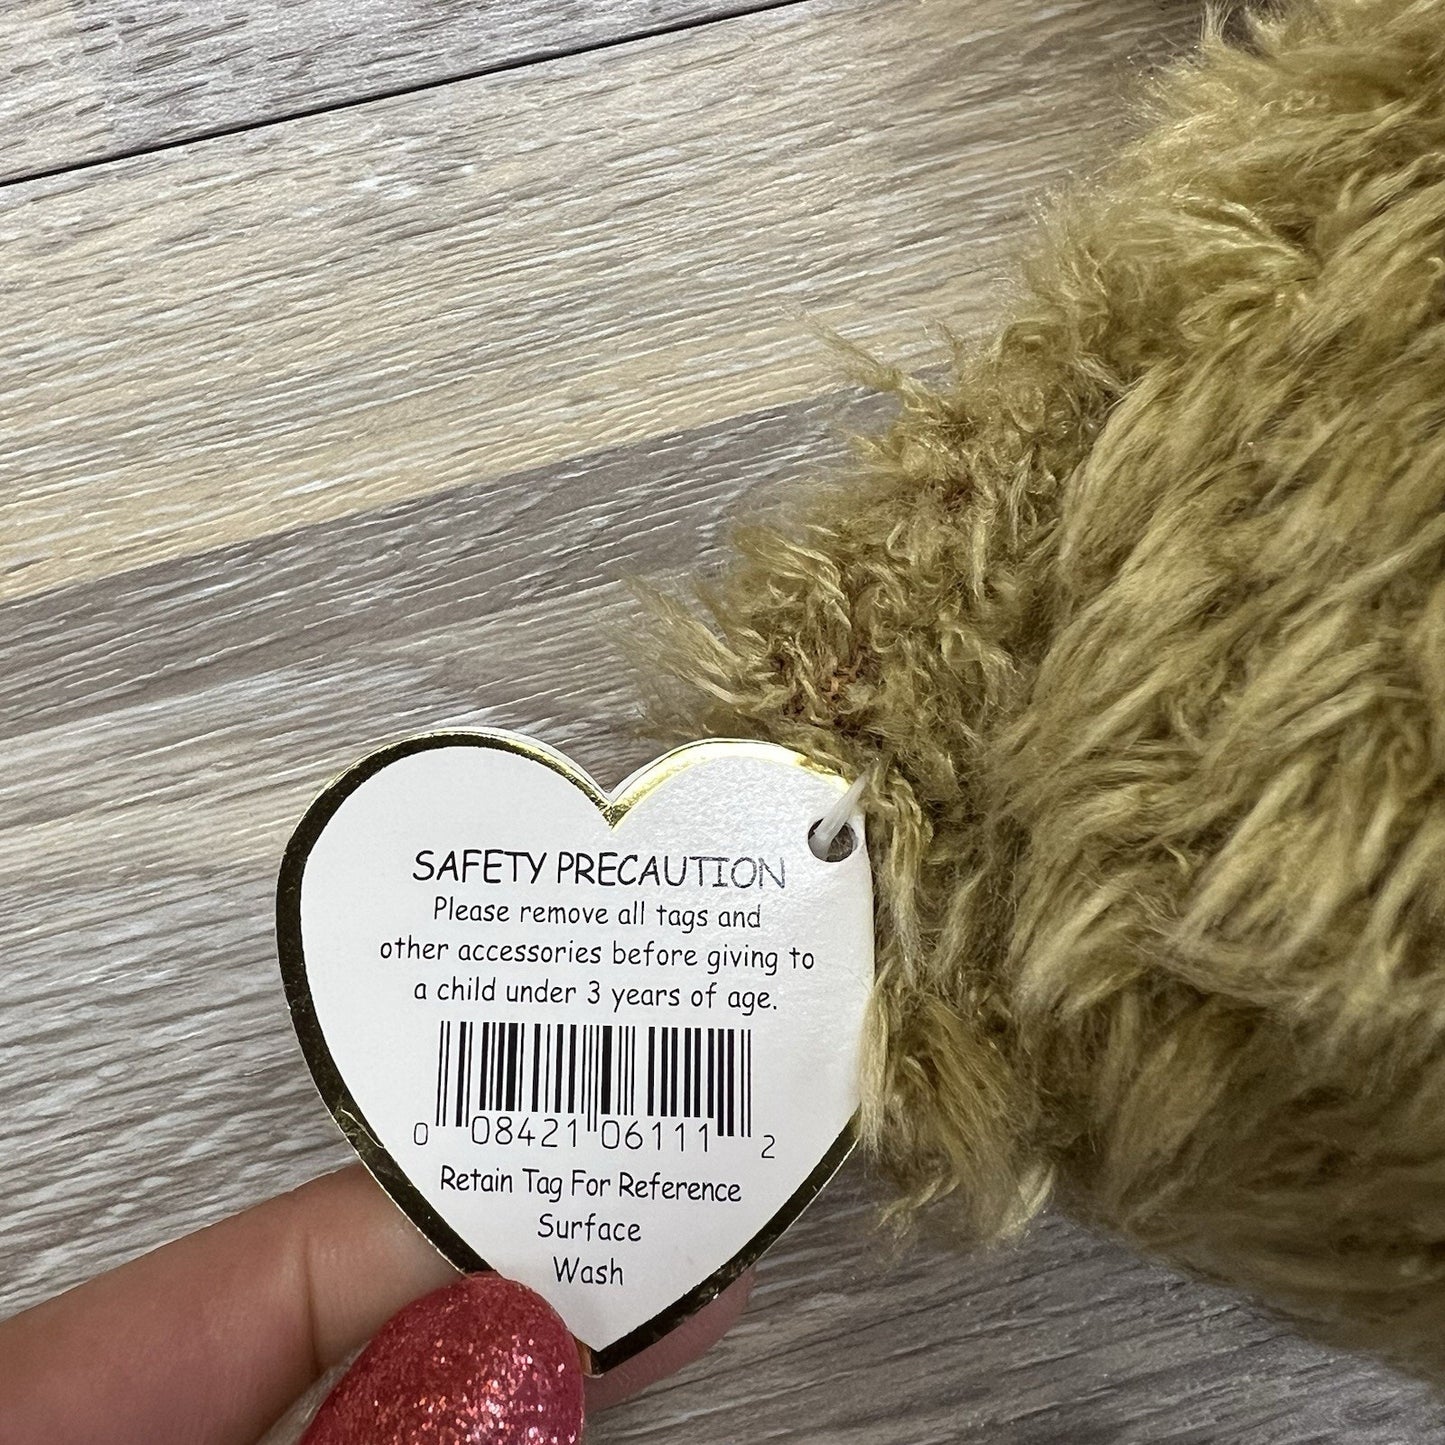 SAFETY PRECAUTION
Please remove all tags and
other accessories before giving to
a child under 3 years of age.
0 08421 06111 2
Retain Tag For Reference
Surface
Wash